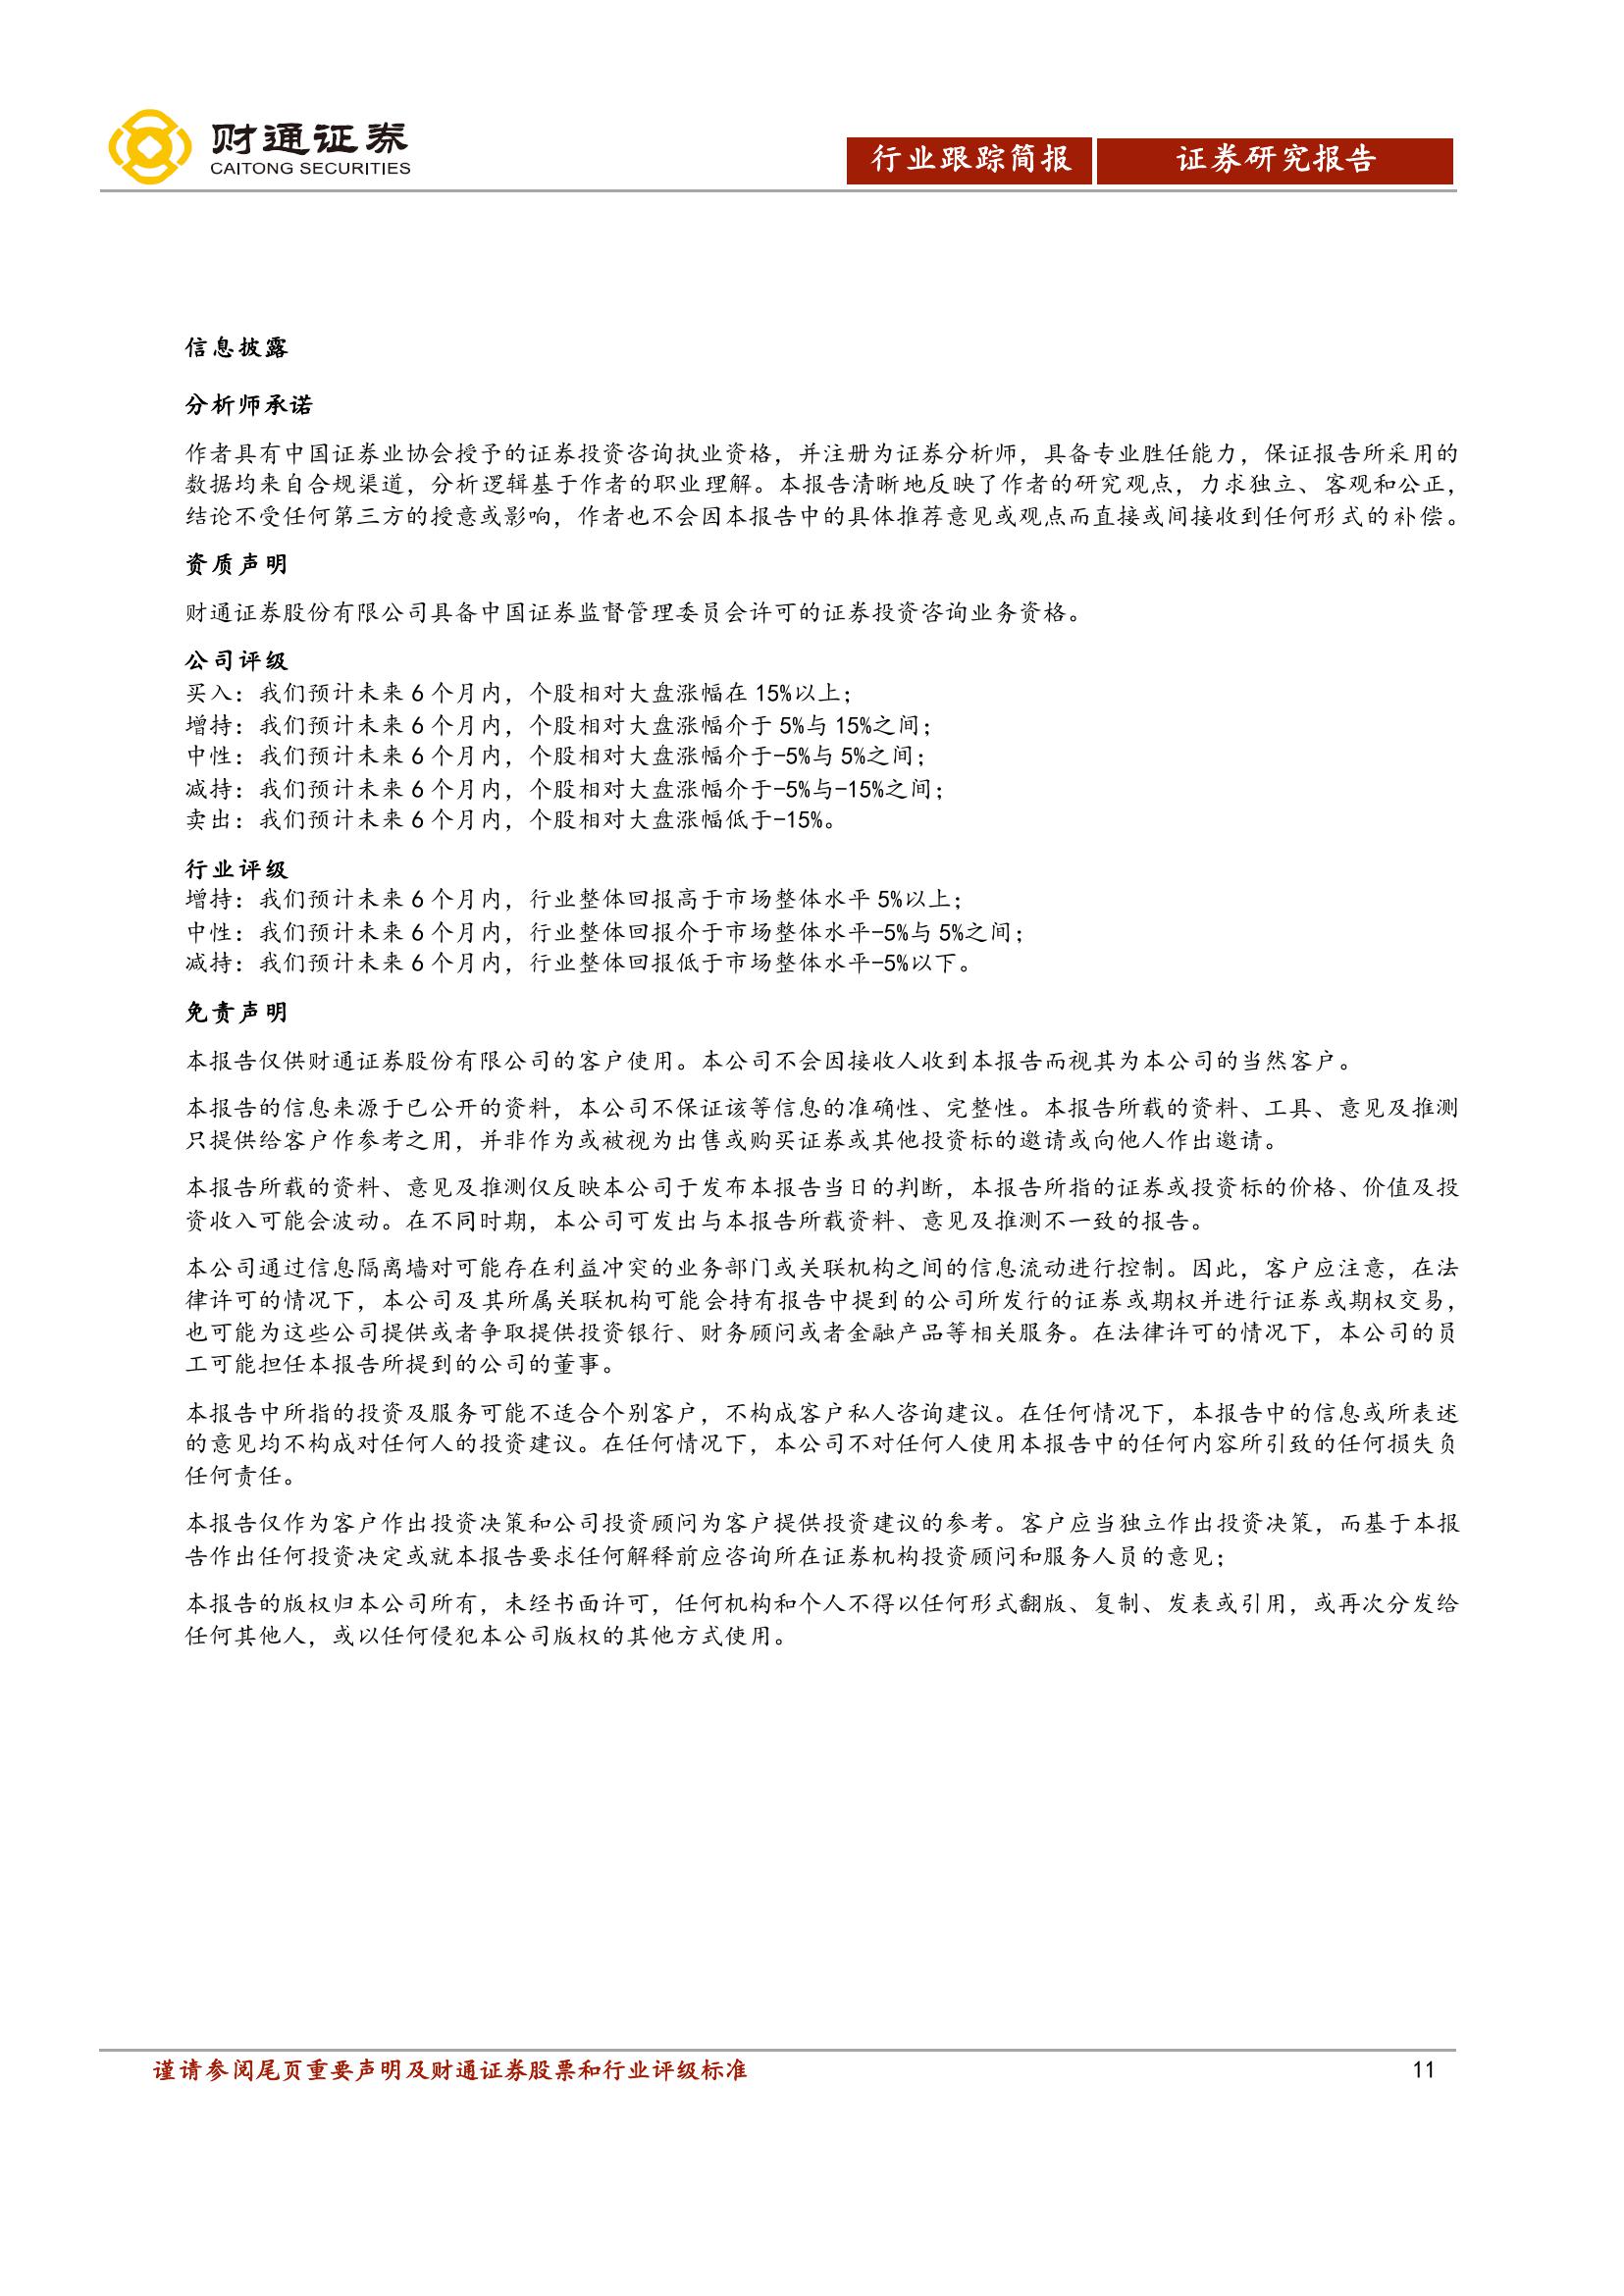 财通证券
CAITONG SECURITIES
行业跟踪简报 证券研究报告
信息披露
分析师承诺
作者具有中国证券业协会授予的证券投资咨询执业资格，并注册为证券分析师，具备专业胜任能力，保证报告所采用的
数据均来自合规渠道，分析逻辑基于作者的职业理解。本报告清晰地反映了作者的研究观点，力求独立、客观和公正，
结论不受任何第三方的授意或影响，作者也不会因本报告中的具体推荐意见或观点而直接或间接收到任何形式的补偿。
资质声明
财通证券股份有限公司具备中国证券监督管理委员会许可的证券投资咨询业务资格。
公司评级
买入：我们预计未来 6 个月内，个股相对大盘涨幅在 15%以上；
增持：我们预计未来 6 个月内，个股相对大盘涨幅介于 5%与 15%之间；
中性：我们预计未来 6 个月内，个股相对大盘涨幅介于-5%与 5%之间；
减持：我们预计未来 6 个月内，个股相对大盘涨幅介于-5%与-15%之间；
卖出：我们预计未来 6 个月内，个股相对大盘涨幅低于-15%。
行业评级
增持：我们预计未来 6 个月内，行业整体回报高于市场整体水平 5%以上；
中性：我们预计未来 6 个月内，行业整体回报介于市场整体水平-5%与 5%之间；
减持：我们预计未来 6 个月内，行业整体回报低于市场整体水平-5%以下。
免责声明
本报告仅供财通证券股份有限公司的客户使用。本公司不会因接收人收到本报告而视其为本公司的当然客户。
本报告的信息来源于已公开的资料，本公司不保证该等信息的准确性、完整性。本报告所载的资料、工具、意见及推测
只提供给客户作参考之用，并非作为或被视为出售或购买证券或其他投资标的邀请或向他人作出邀请。
本报告所载的资料、意见及推测仅反映本公司于发布本报告当日的判断，本报告所指的证券或投资标的价格、价值及投
资收入可能会波动。在不同时期，本公司可发出与本报告所载资料、意见及推测不一致的报告。
本公司通过信息隔离墙对可能存在利益冲突的业务部门或关联机构之间的信息流动进行控制。因此，客户应注意，在法
律许可的情况下，本公司及其所属关联机构可能会持有报告中提到的公司所发行的证券或期权并进行证券或期权交易，
也可能为这些公司提供或者争取提供投资银行、财务顾问或者金融产品等相关服务。在法律许可的情况下，本公司的员
工可能担任本报告所提到的公司的董事。
本报告中所指的投资及服务可能不适合个别客户，不构成客户私人咨询建议。在任何情况下，本报告中的信息或所表述
的意见均不构成对任何人的投资建议。在任何情况下，本公司不对任何人使用本报告中的任何内容所引致的任何损失负
任何责任。
本报告仅作为客户作出投资决策和公司投资顾问为客户提供投资建议的参考。客户应当独立作出投资决策，而基于本报
告作出任何投资决定或就本报告要求任何解释前应咨询所在证券机构投资顾问和服务人员的意见；
本报告的版权归本公司所有，未经书面许可，任何机构和个人不得以任何形式翻版、复制、发表或引用，或再次分发给
任何其他人，或以任何侵犯本公司版权的其他方式使用。
谨请参阅尾页重要声明及财通证券股票和行业评级标准 11